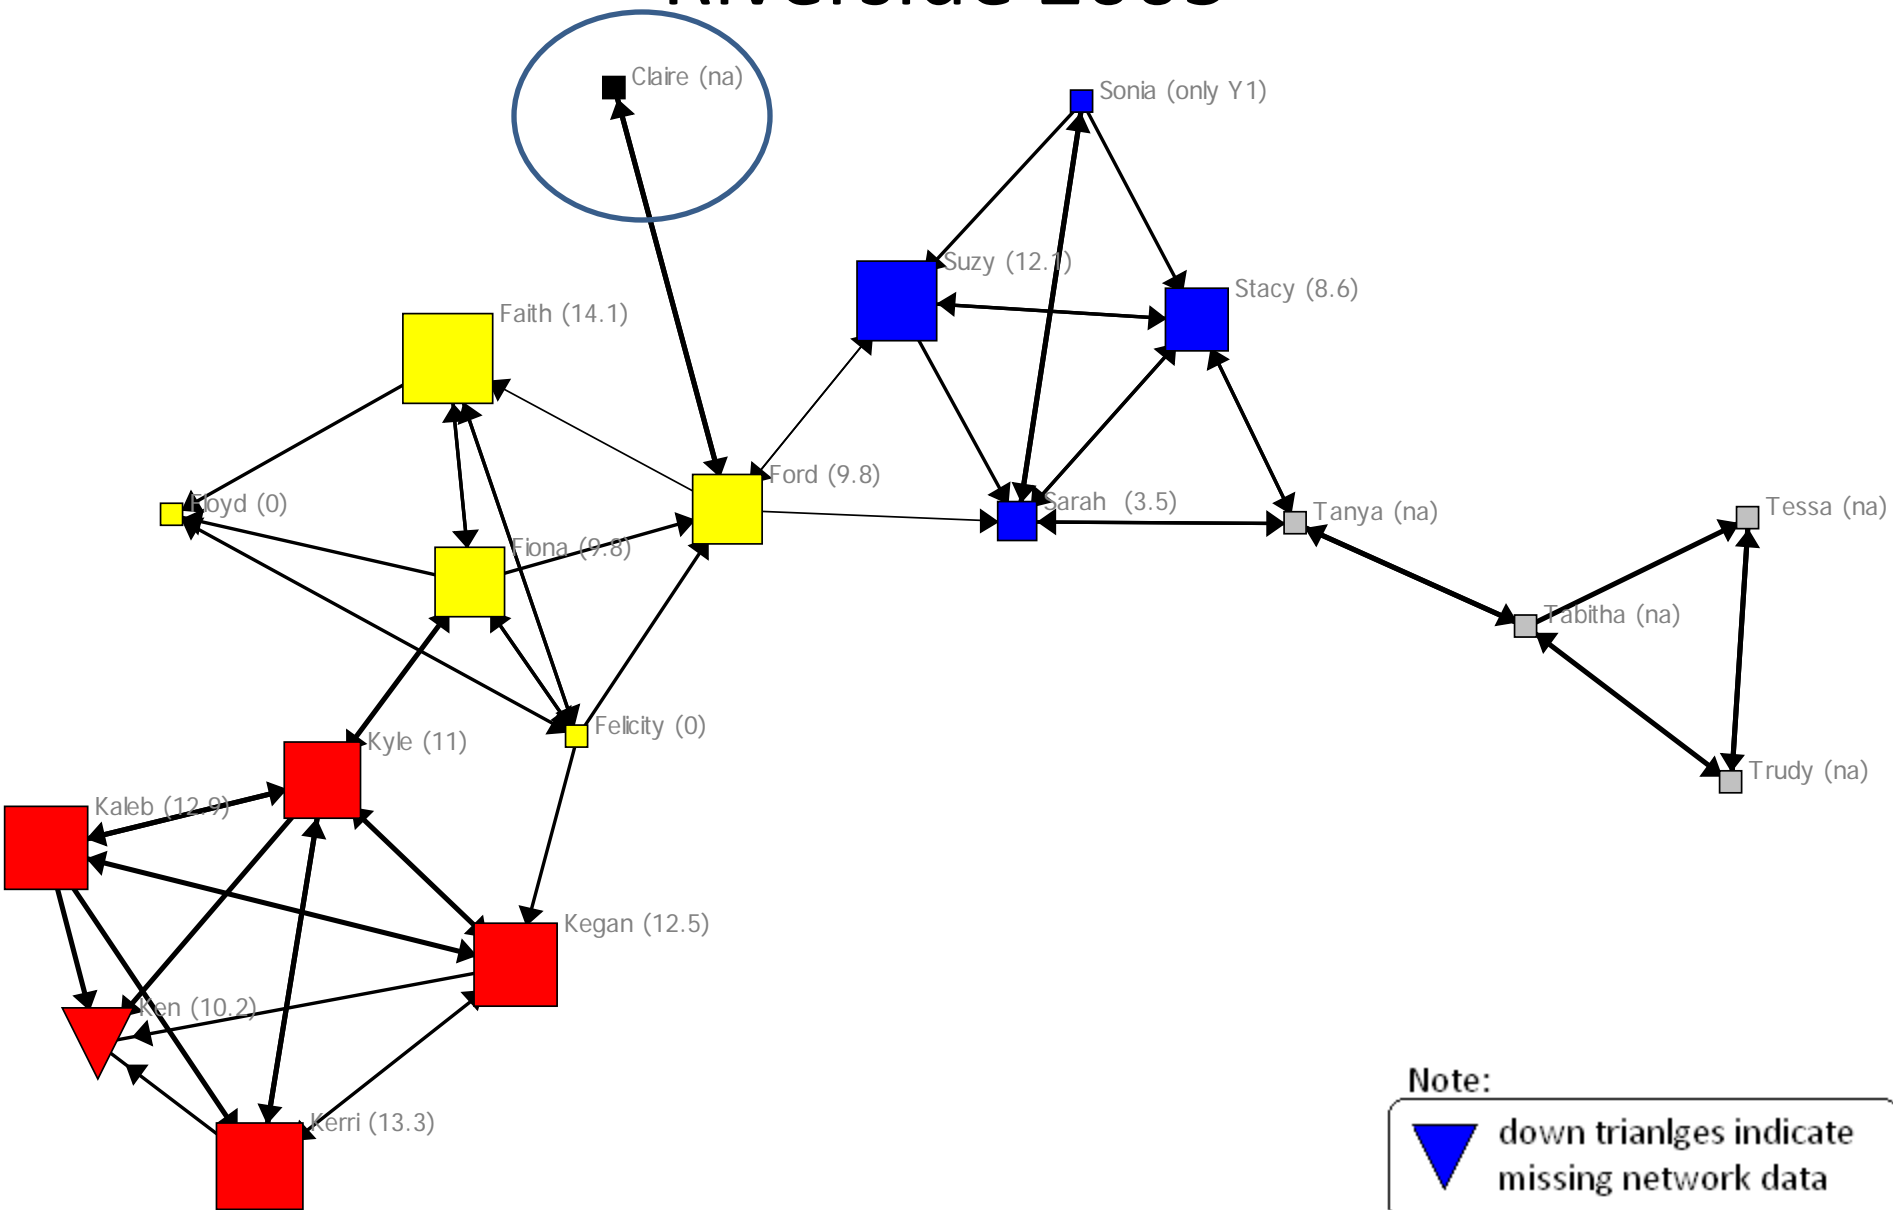 Claire (na)
Sonia (only Y1)
Suzy (12.1)
Stacy (8.6)
Faith (14.1)
Ford (9.8)
Floyd (0)
Sarah (3.5)
Tanya (na)
Tessa (na)
Fiona (9.8)
Tabitha (na)
Felicity (0)
Kyle (11)
Trudy (na)
Kaleb (12.9)
Kegan (12.5)
Ken (10.2)
Kerri (13.3)
Note:
down trianlges indicate
missing network data